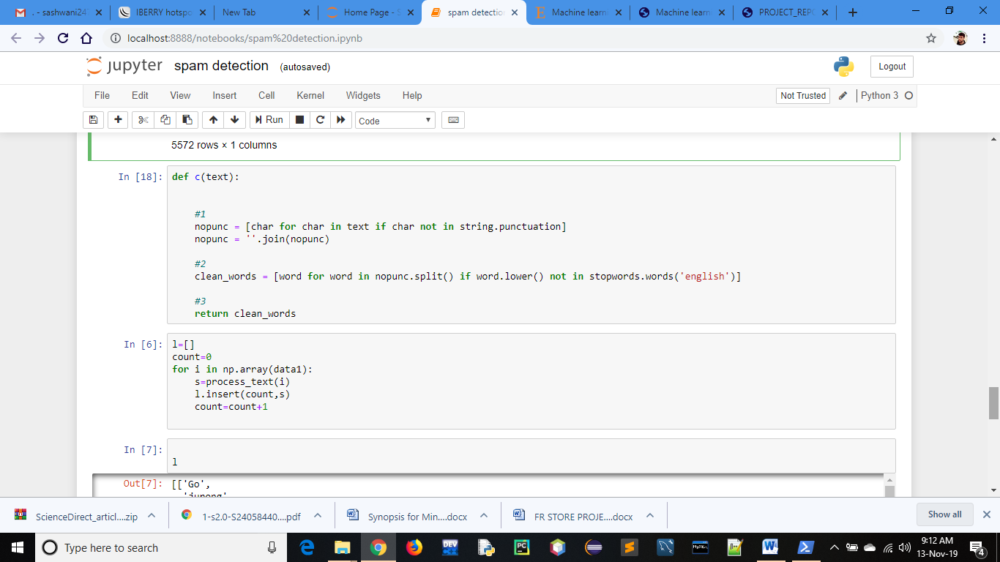 . - sashwani24
IBERRY hotspo
New Tab
Home Page - S
spam detection
Machine learn
Machine learn
PROJECT_REPO
localhost:8888/notebooks/spam%20detection.ipynb
jupyter spam detection (autosaved)
Logout
File Edit View Insert Cell Kernel Widgets Help
Not Trusted
Python 3
Run
Code
5572 rows × 1 columns
In [18]:
def c(text):
#1
nopunc = [char for char in text if char not in string.punctuation]
nopunc = ''.join(nopunc)
#2
clean_words = [word for word in nopunc.split() if word.lower() not in stopwords.words('english')]
#3
return clean_words
In [6]:
l=[]
count=0
for i in np.array(data1):
s=process_text(i)
l.insert(count,s)
count=count+1
In [7]:
l
Out[7]: [['Go',
'jurong'
ScienceDirect_articl....zip
1-s2.0-S24058440....pdf
Synopsis for Min....docx
FR STORE PROJE....docx
Show all
Type here to search
DEV
PC
MySQL
9:12 AM
13-Nov-19
4